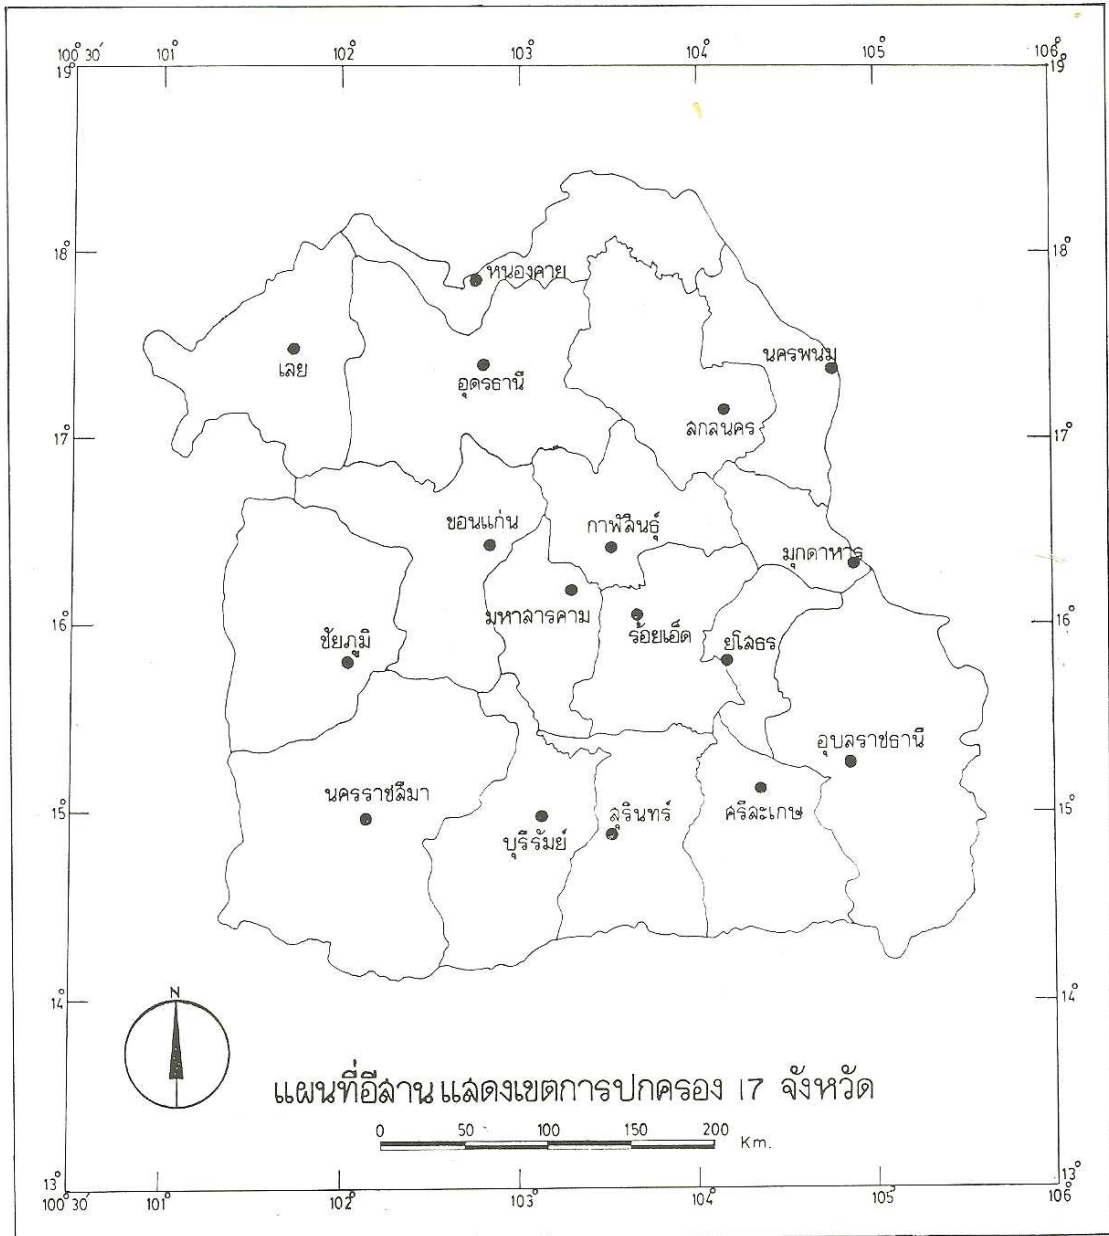 100°30′ 101° 102° 103° 104° 105° 106°
19° 19°
18° 18°
หนองคาย
นครพนม
เลย
อุดรธานี
สกลนคร
17° 17°
ขอนแก่น กาฬสินธุ์
มุกดาหาร
มหาสารคาม
16° ชัยภูมิ ร้อยเอ็ด ยโสธร 16°
อุบลราชธานี
นครราชสีมา
15° บุรีรัมย์ สุรินทร์ ศรีสะเกษ 15°
14° 14°
N
แผนที่อีสาน แสดงเขตการปกครอง 17 จังหวัด
0 50 100 150 200 Km.
13° 13°
100°30′ 101° 102° 103° 104° 105° 106°